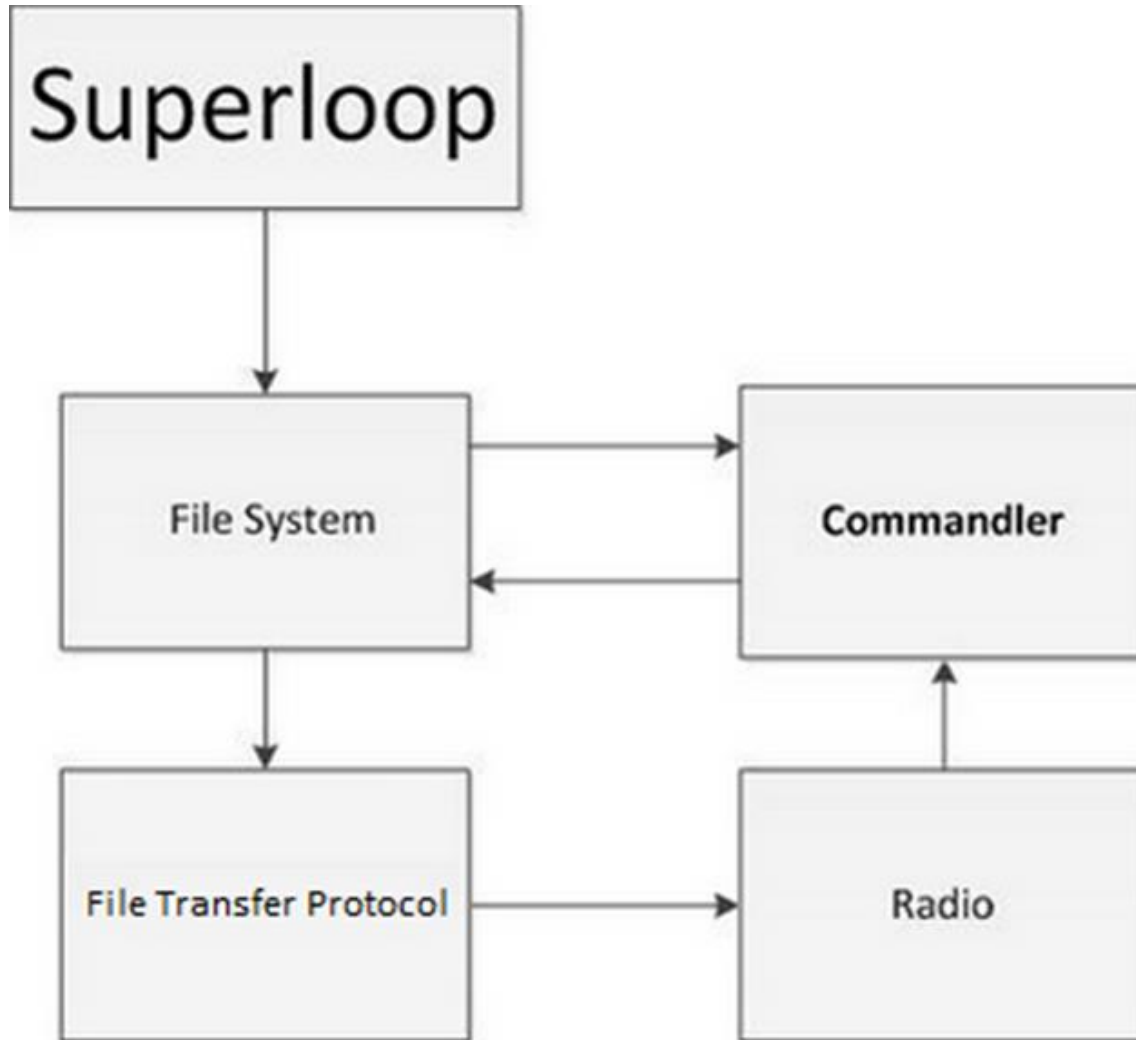 Superloop
File System
Commandler
File Transfer Protocol
Radio